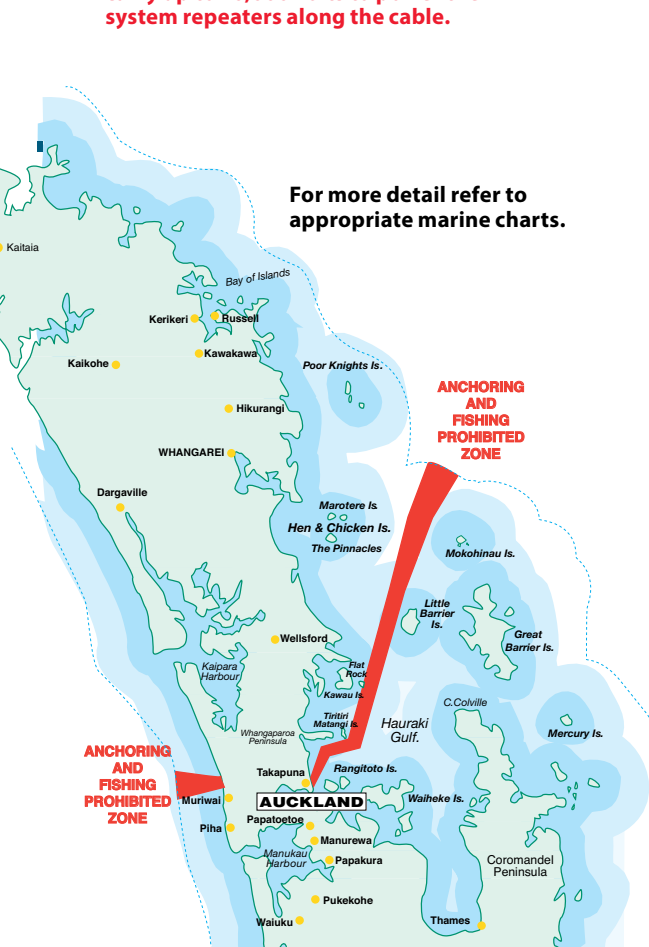 system repeaters along the cable.
For more detail refer to
appropriate marine charts.
Kaitaia
Bay of Islands
Kerikeri
Russell
Kawakawa
Kaikohe
Poor Knights Is.
ANCHORING
AND
FISHING
PROHIBITED
ZONE
Hikurangi
WHANGAREI
Dargaville
Marotere Is.
Hen & Chicken Is.
The Pinnacles
Mokohinau Is.
Little
Barrier
Is.
Great
Barrier Is.
Wellsford
Kaipara
Harbour
Flat
Rock
Kawau Is.
C.Colville
Tiritiri
Matangi Is.
Hauraki
Gulf.
Mercury Is.
Whangaparoa
Peninsula
ANCHORING
AND
FISHING
PROHIBITED
ZONE
Takapuna
Rangitoto Is.
Muriwai
AUCKLAND
Waiheke Is.
Papatoetoe
Piha
Manurewa
Manukau
Harbour
Papakura
Coromandel
Peninsula
Pukekohe
Waiuku
Thames